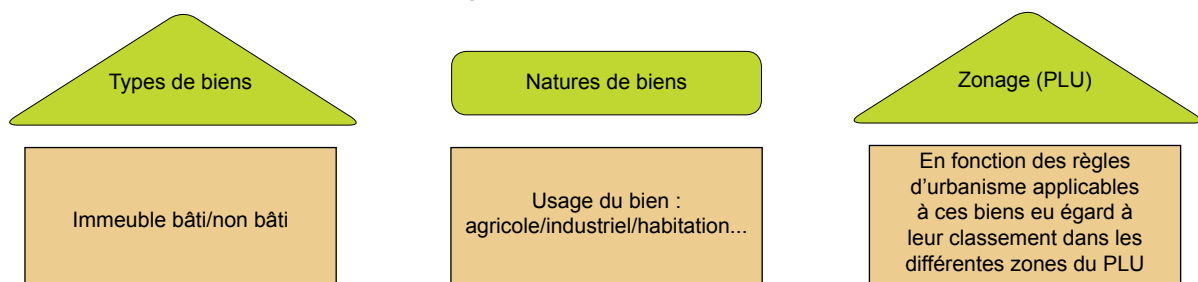 Types de biens
Natures de biens
Zonage (PLU)
Immeuble bâti/non bâti
Usage du bien :
agricole/industriel/habitation...
En fonction des règles
d'urbanisme applicables
à ces biens eu égard à
leur classement dans les
différentes zones du PLU